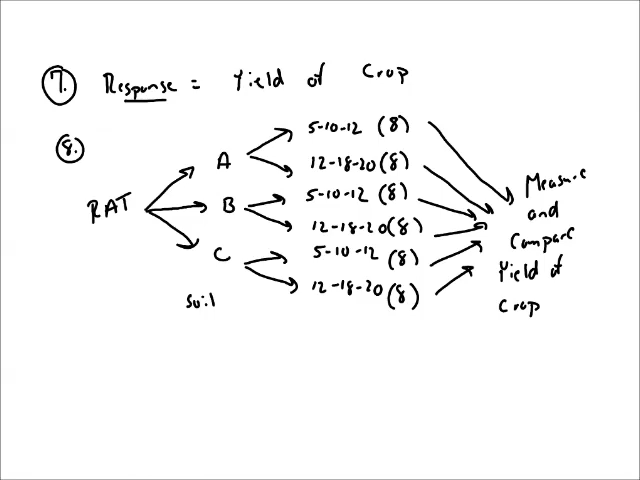 7. Response = Yield of Crop
8.
RAT
A
B
C
Soil
5-10-12 (8)
12-18-20 (8)
5-10-12 (8)
12-18-20 (8)
5-10-12 (8)
12-18-20 (8)
Measure
and
Compare
Yield of
Crop